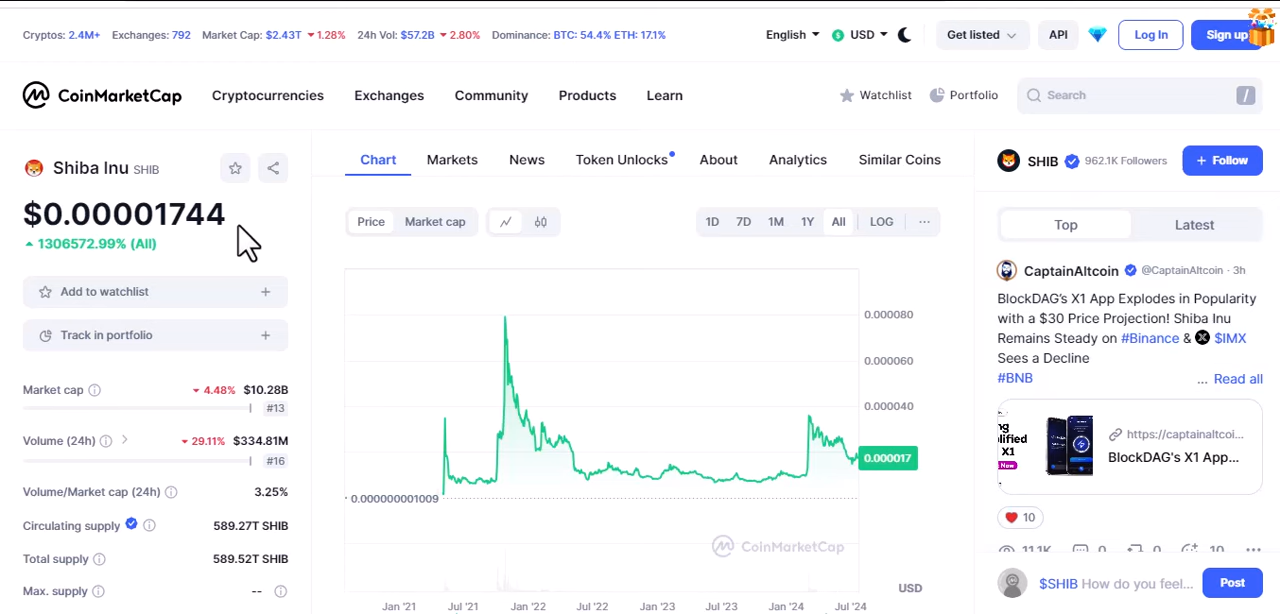 Cryptos: 2.4M+ Exchanges: 792 Market Cap: $2.43T 1.28% 24h Vol: $57.2B 2.80% Dominance: BTC: 54.4% ETH: 17.1%
English $ USD Get listed API Log In Sign up
CoinMarketCap Cryptocurrencies Exchanges Community Products Learn Watchlist Portfolio Search /
Shiba Inu SHIB
$0.00001744
1306572.99% (All)
Add to watchlist +
Track in portfolio +
Market cap 4.48% $10.28B
#13
Volume (24h) 29.11% $334.81M
#16
Volume/Market cap (24h) 3.25%
Circulating supply 589.27T SHIB
Total supply 589.52T SHIB
Max. supply --
Chart Markets News Token Unlocks About Analytics Similar Coins
Price Market cap 1D 7D 1M 1Y All LOG ...
0.000080
0.000060
0.000040
0.000017
0.000000001009
CoinMarketCap
USD
Jan '21 Jul '21 Jan '22 Jul '22 Jan '23 Jul '23 Jan '24 Jul '24
SHIB 962.1K Followers + Follow
Top Latest
CaptainAltcoin @CaptainAltcoin · 3h
BlockDAG's X1 App Explodes in Popularity
with a $30 Price Projection! Shiba Inu
Remains Steady on #Binance & $IMX
Sees a Decline
#BNB ... Read all
https://captainaltcoi...
BlockDAG's X1 App...
10
11.1K 0 0 10 ...
$SHIB How do you feel... Post